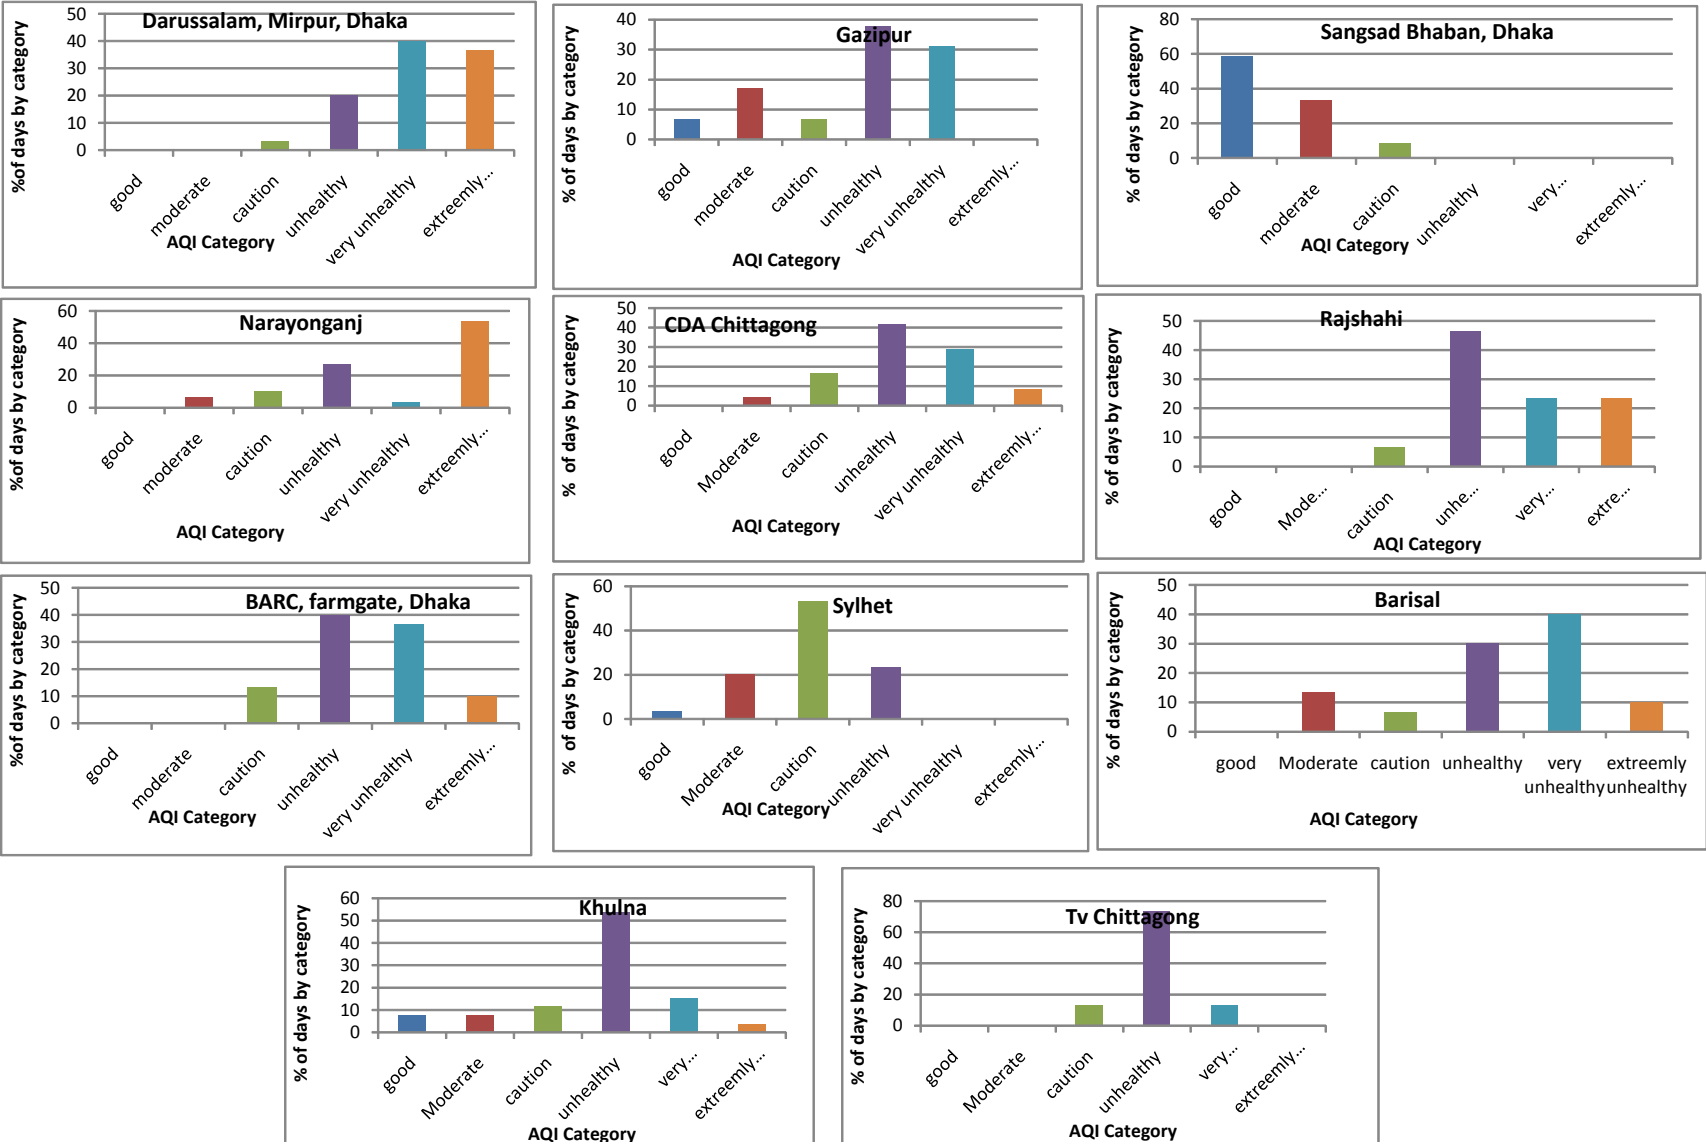 Darussalam, Mirpur, Dhaka
%of days by category
50
40
30
20
10
0
good
moderate
caution
unhealthy
very unhealthy
extreemly...
AQI Category
Gazipur
% of days by category
40
30
20
10
0
good
moderate
caution
unhealthy
very unhealthy
extreemly...
AQI Category
Sangsad Bhaban, Dhaka
% of days by category
80
60
40
20
0
good
moderate
caution
unhealthy
very...
extreemly...
AQI Category
Narayonganj
%of days by category
60
40
20
0
good
moderate
caution
unhealthy
very unhealthy
extreemly...
AQI Category
CDA Chittagong
% of days by category
50
40
30
20
10
0
good
Moderate
caution
unhealthy
very unhealthy
extreemly...
AQI Category
Rajshahi
% of days by category
50
40
30
20
10
0
good
Mode...
caution
unhe...
very...
extre...
AQI Category
BARC, farmgate, Dhaka
%of days by category
50
40
30
20
10
0
good
moderate
caution
unhealthy
very unhealthy
extreemly...
AQI Category
Sylhet
% of days by category
60
40
20
0
good
Moderate
caution
unhealthy
very unhealthy
extreemly...
AQI Category
Barisal
% of days by category
50
40
30
20
10
0
good Moderate caution unhealthy very extreemly
unhealthy unhealthy
AQI Category
Khulna
% of days by category
60
50
40
30
20
10
0
good
Moderate
caution
unhealthy
very...
extreemly...
AQI Category
Tv Chittagong
% of days by category
80
60
40
20
0
good
Moderate
caution
unhealthy
very...
extreemly...
AQI Category